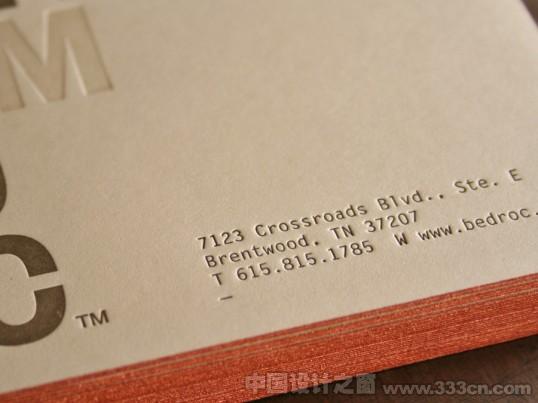 M
C TM
7123 Crossroads Blvd., Ste. E
Brentwood, TN 37207
T 615.815.1785 W www.bedroc.
中国设计之窗 www.333cn.com